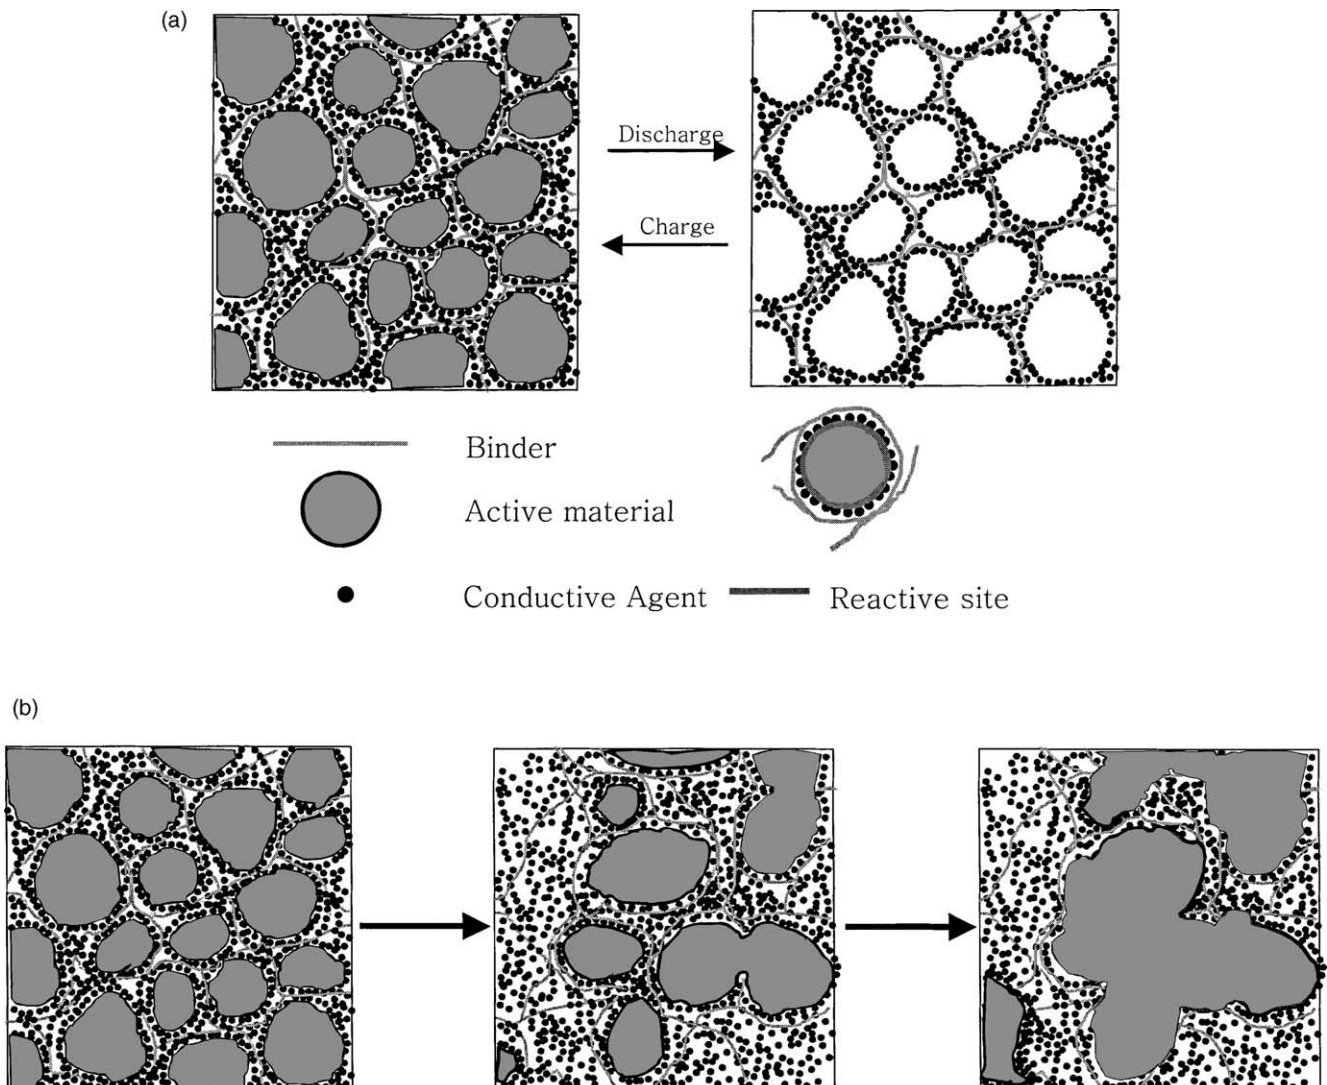 (a)
Discharge
Charge
Binder
Active material
Conductive Agent
Reactive site
(b)